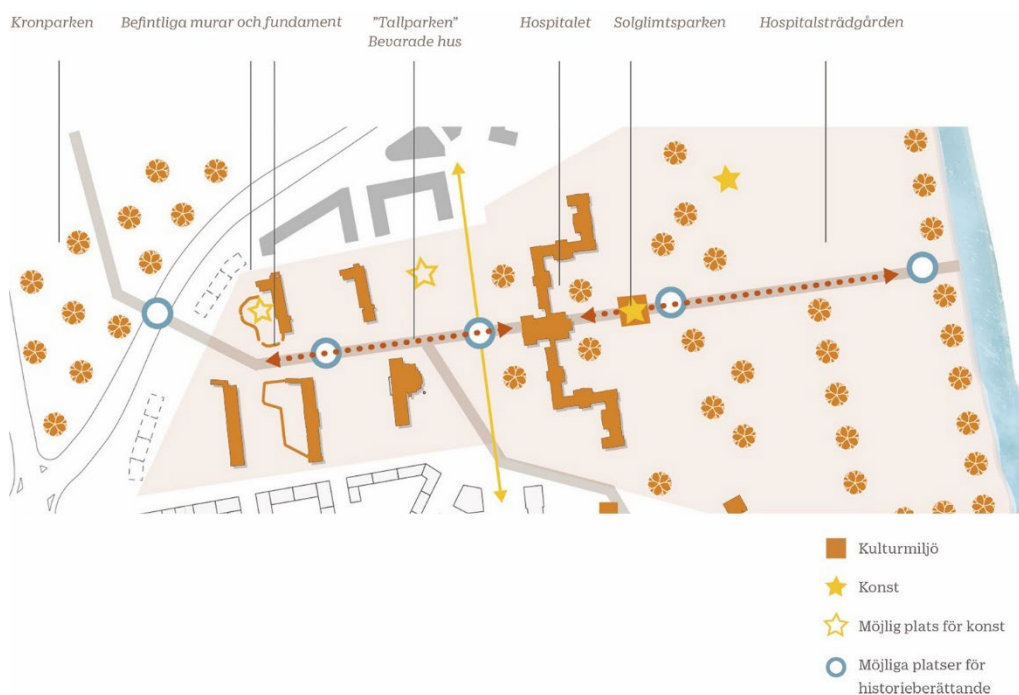 Kronparken
Befintliga murar och fundament
"Tallparken"
Bevarade hus
Hospitalet
Solglimtsparken
Hospitalsträdgården
Kulturmiljö
Konst
Möjlig plats för konst
Möjliga platser för
historieberättande